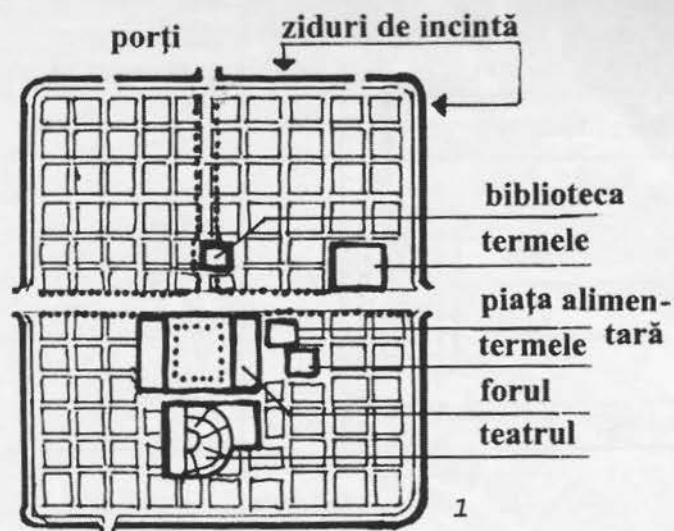 porți
ziduri de incintă
biblioteca
termele
piața alimen-
tară
termele
forul
teatrul
1